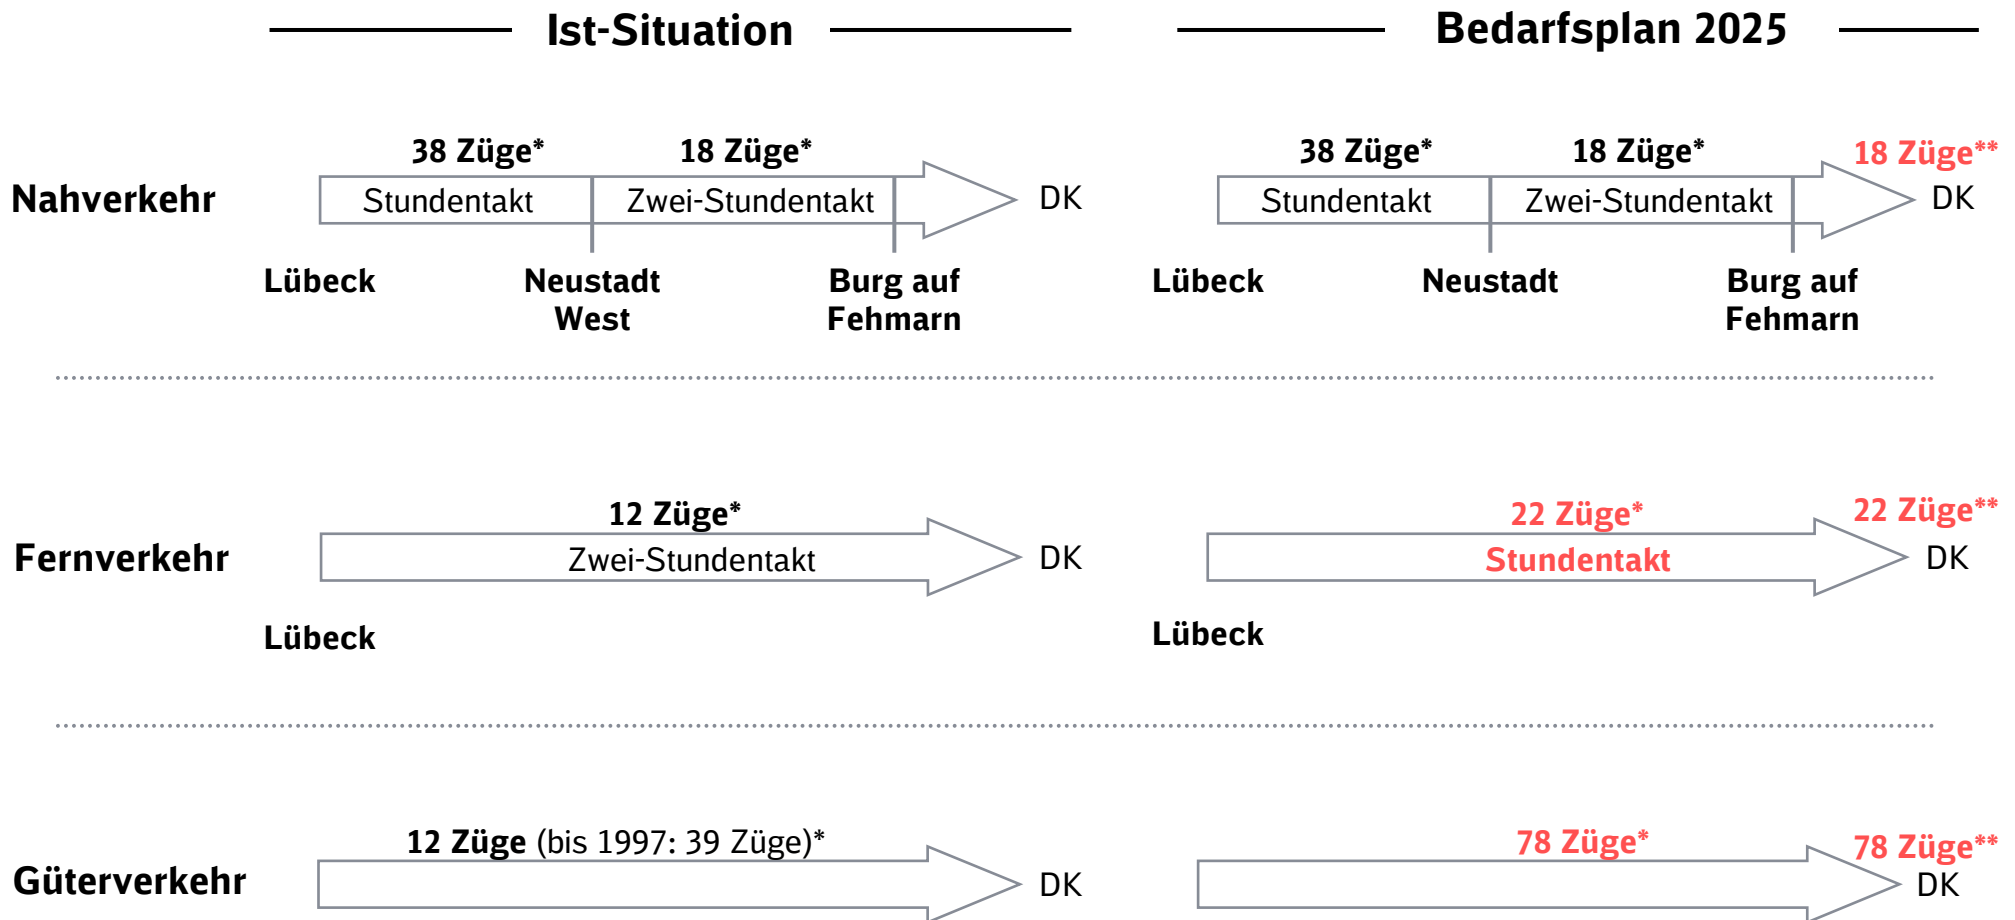 Ist-Situation
Bedarfsplan 2025
38 Züge*
18 Züge*
38 Züge*
18 Züge*
18 Züge**
Nahverkehr
Stundentakt
Zwei-Stundentakt
DK
Stundentakt
Zwei-Stundentakt
DK
Lübeck
Neustadt
West
Burg auf
Fehmarn
Lübeck
Neustadt
Burg auf
Fehmarn
12 Züge*
22 Züge*
22 Züge**
Fernverkehr
Zwei-Stundentakt
DK
Stundentakt
DK
Lübeck
Lübeck
12 Züge (bis 1997: 39 Züge)*
78 Züge*
78 Züge**
Güterverkehr
DK
DK